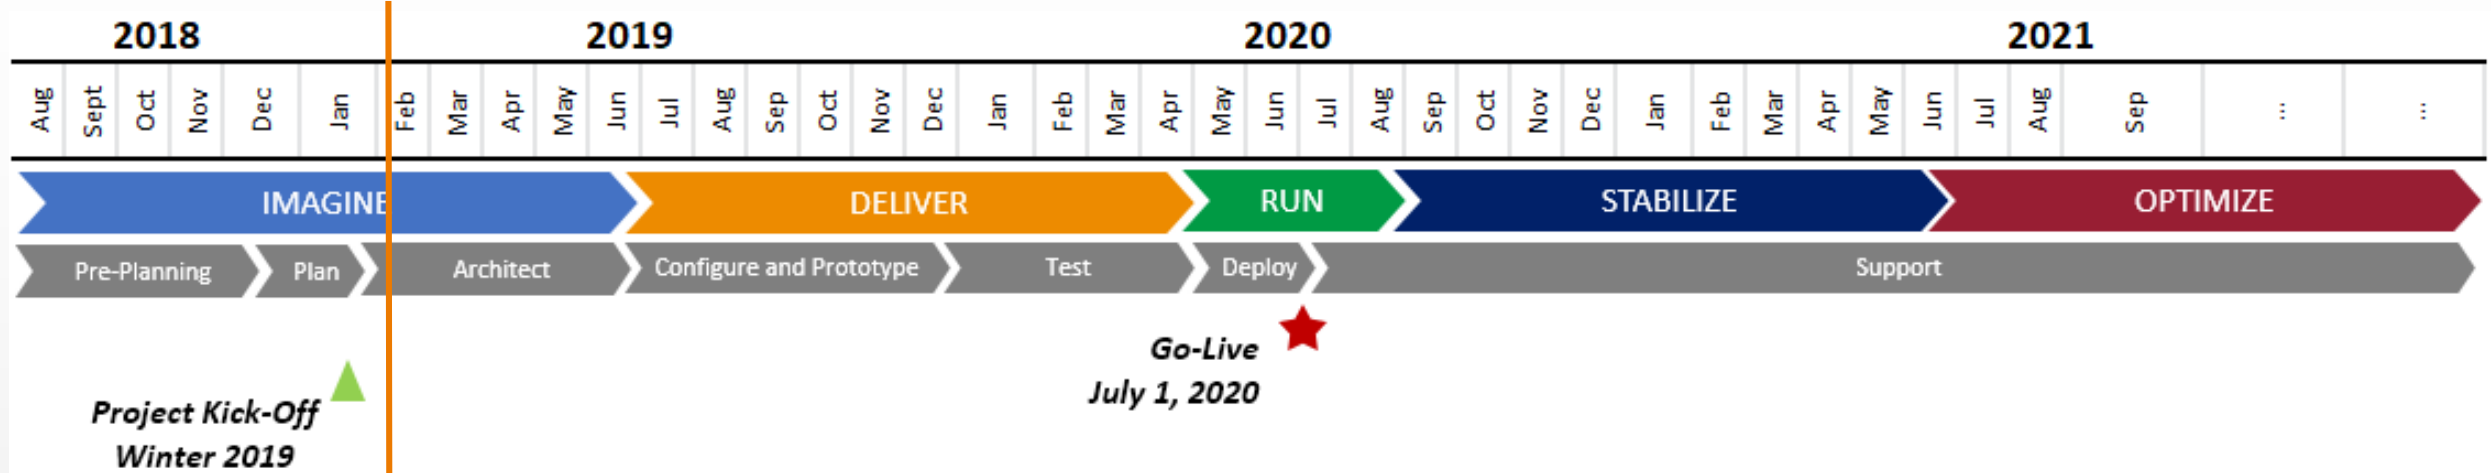 2018 2019 2020 2021
Aug Sept Oct Nov Dec Jan Feb Mar Apr May Jun Jul Aug Sep Oct Nov Dec Jan Feb Mar Apr May Jun Jul Aug Sep Oct Nov Dec Jan Feb Mar Apr May Jun Jul Aug Sep ... ...
IMAGINE DELIVER RUN STABILIZE OPTIMIZE
Pre-Planning Plan Architect Configure and Prototype Test Deploy Support
Go-Live
July 1, 2020
Project Kick-Off
Winter 2019